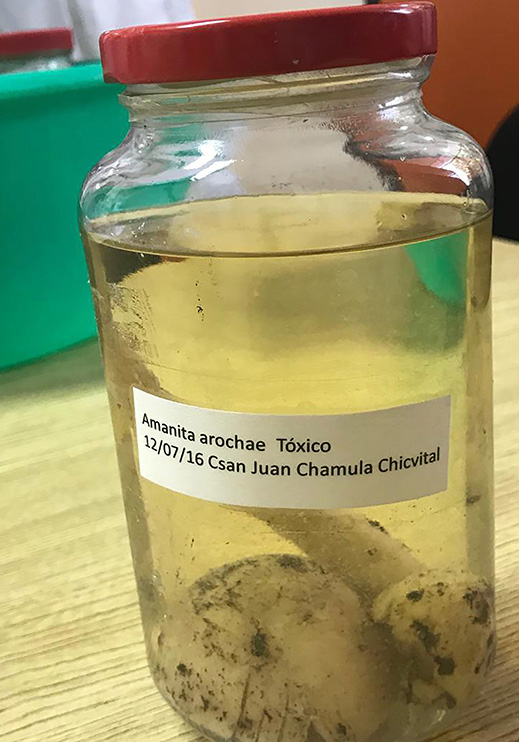 Amanita arochae Tóxico
12/07/16 Csan Juan Chamula Chicvital